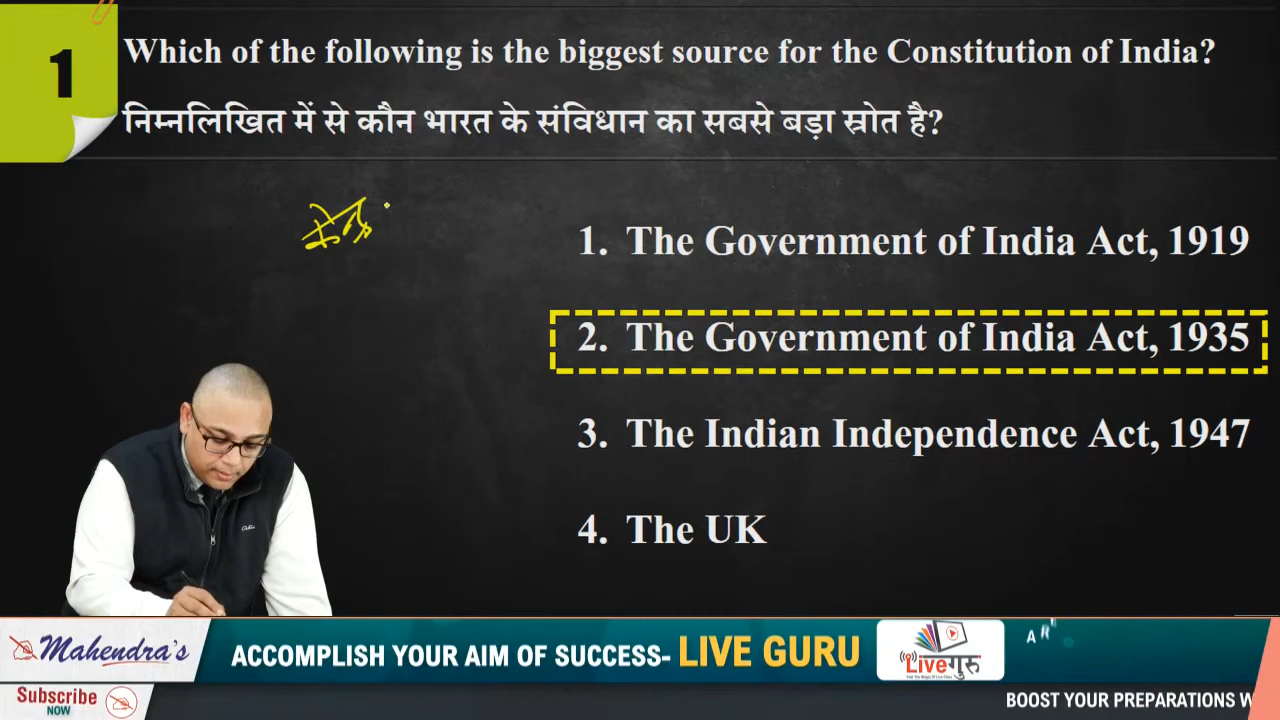 1
Which of the following is the biggest source for the Constitution of India?
निम्नलिखित में से कौन भारत के संविधान का सबसे बड़ा स्रोत है?
1. The Government of India Act, 1919
2. The Government of India Act, 1935
3. The Indian Independence Act, 1947
4. The UK
Mahendra's
ACCOMPLISH YOUR AIM OF SUCCESS- LIVE GURU
Live गुरु
Subscribe
NOW
BOOST YOUR PREPARATIONS